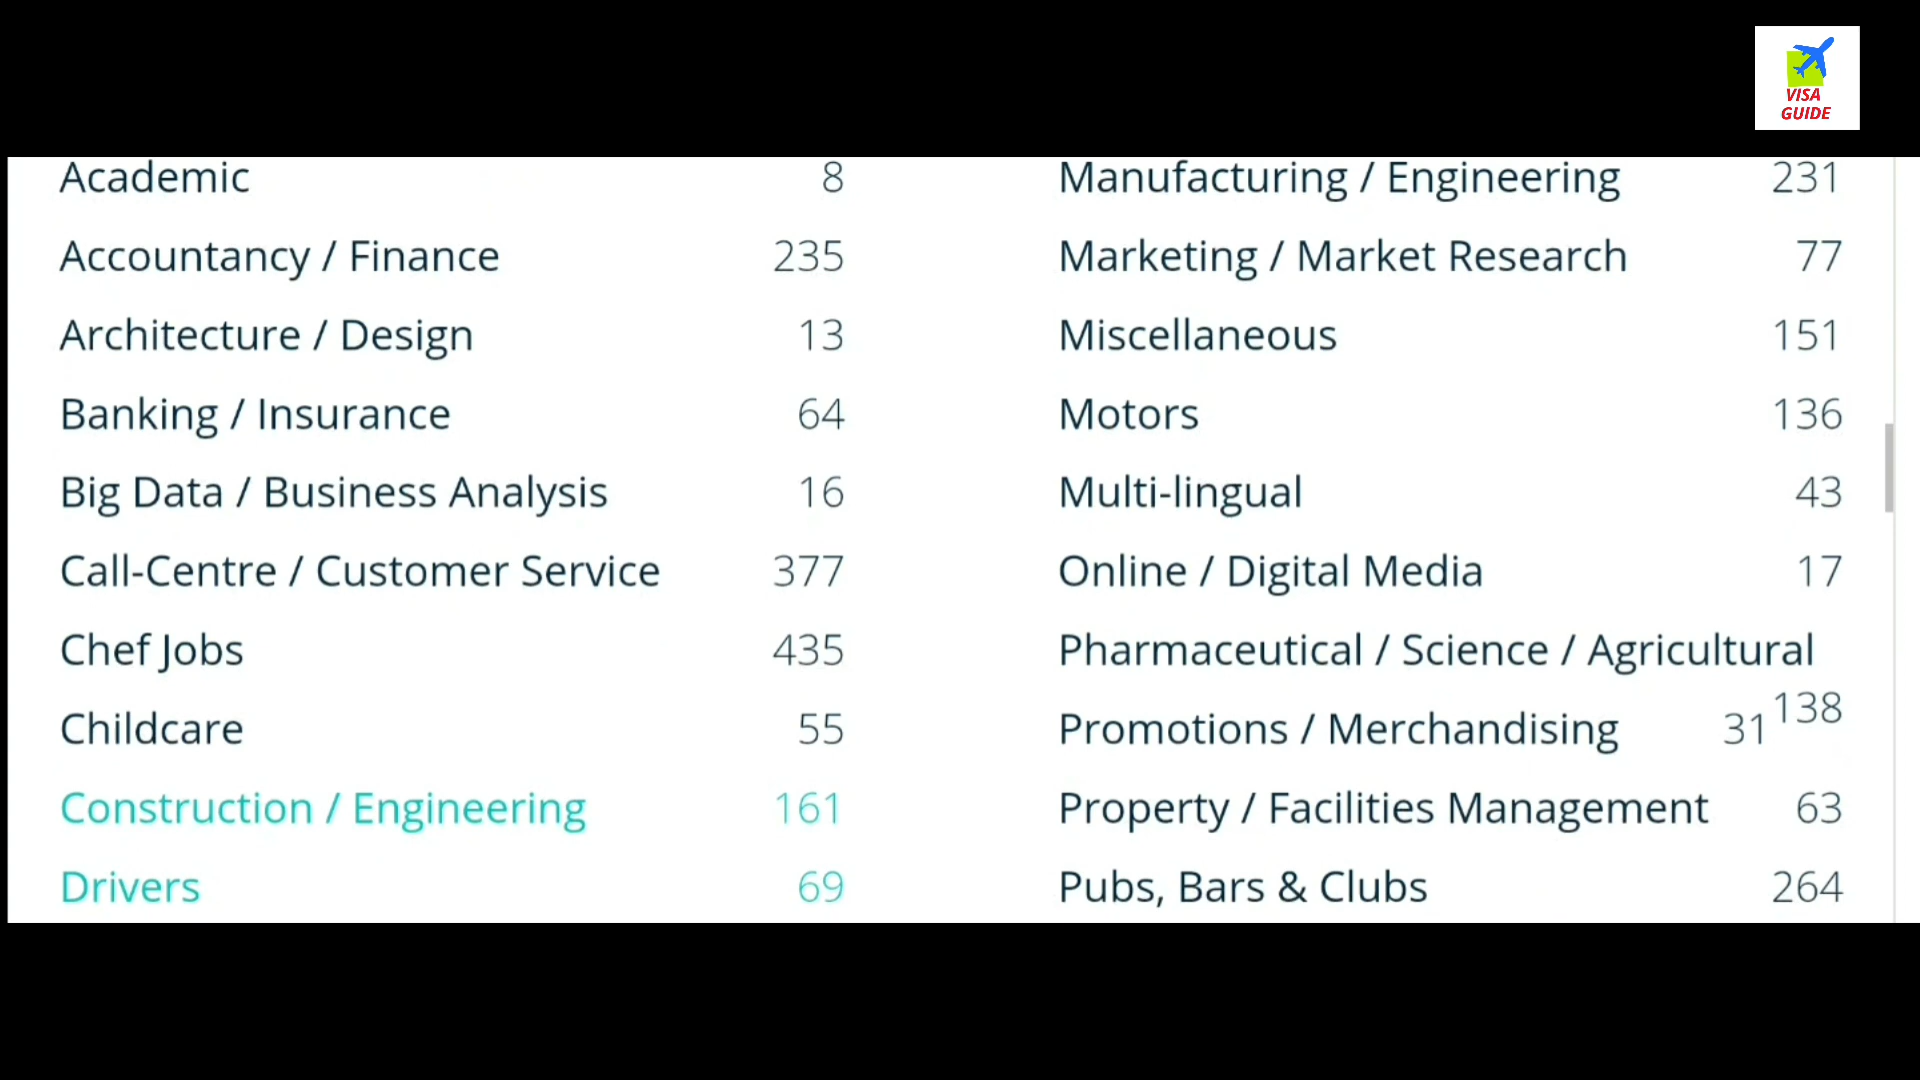 VISA
GUIDE
Academic 8
Accountancy / Finance 235
Architecture / Design 13
Banking / Insurance 64
Big Data / Business Analysis 16
Call-Centre / Customer Service 377
Chef Jobs 435
Childcare 55
Construction / Engineering 161
Drivers 69
Manufacturing / Engineering 231
Marketing / Market Research 77
Miscellaneous 151
Motors 136
Multi-lingual 43
Online / Digital Media 17
Pharmaceutical / Science / Agricultural
138
Promotions / Merchandising 31
Property / Facilities Management 63
Pubs, Bars & Clubs 264